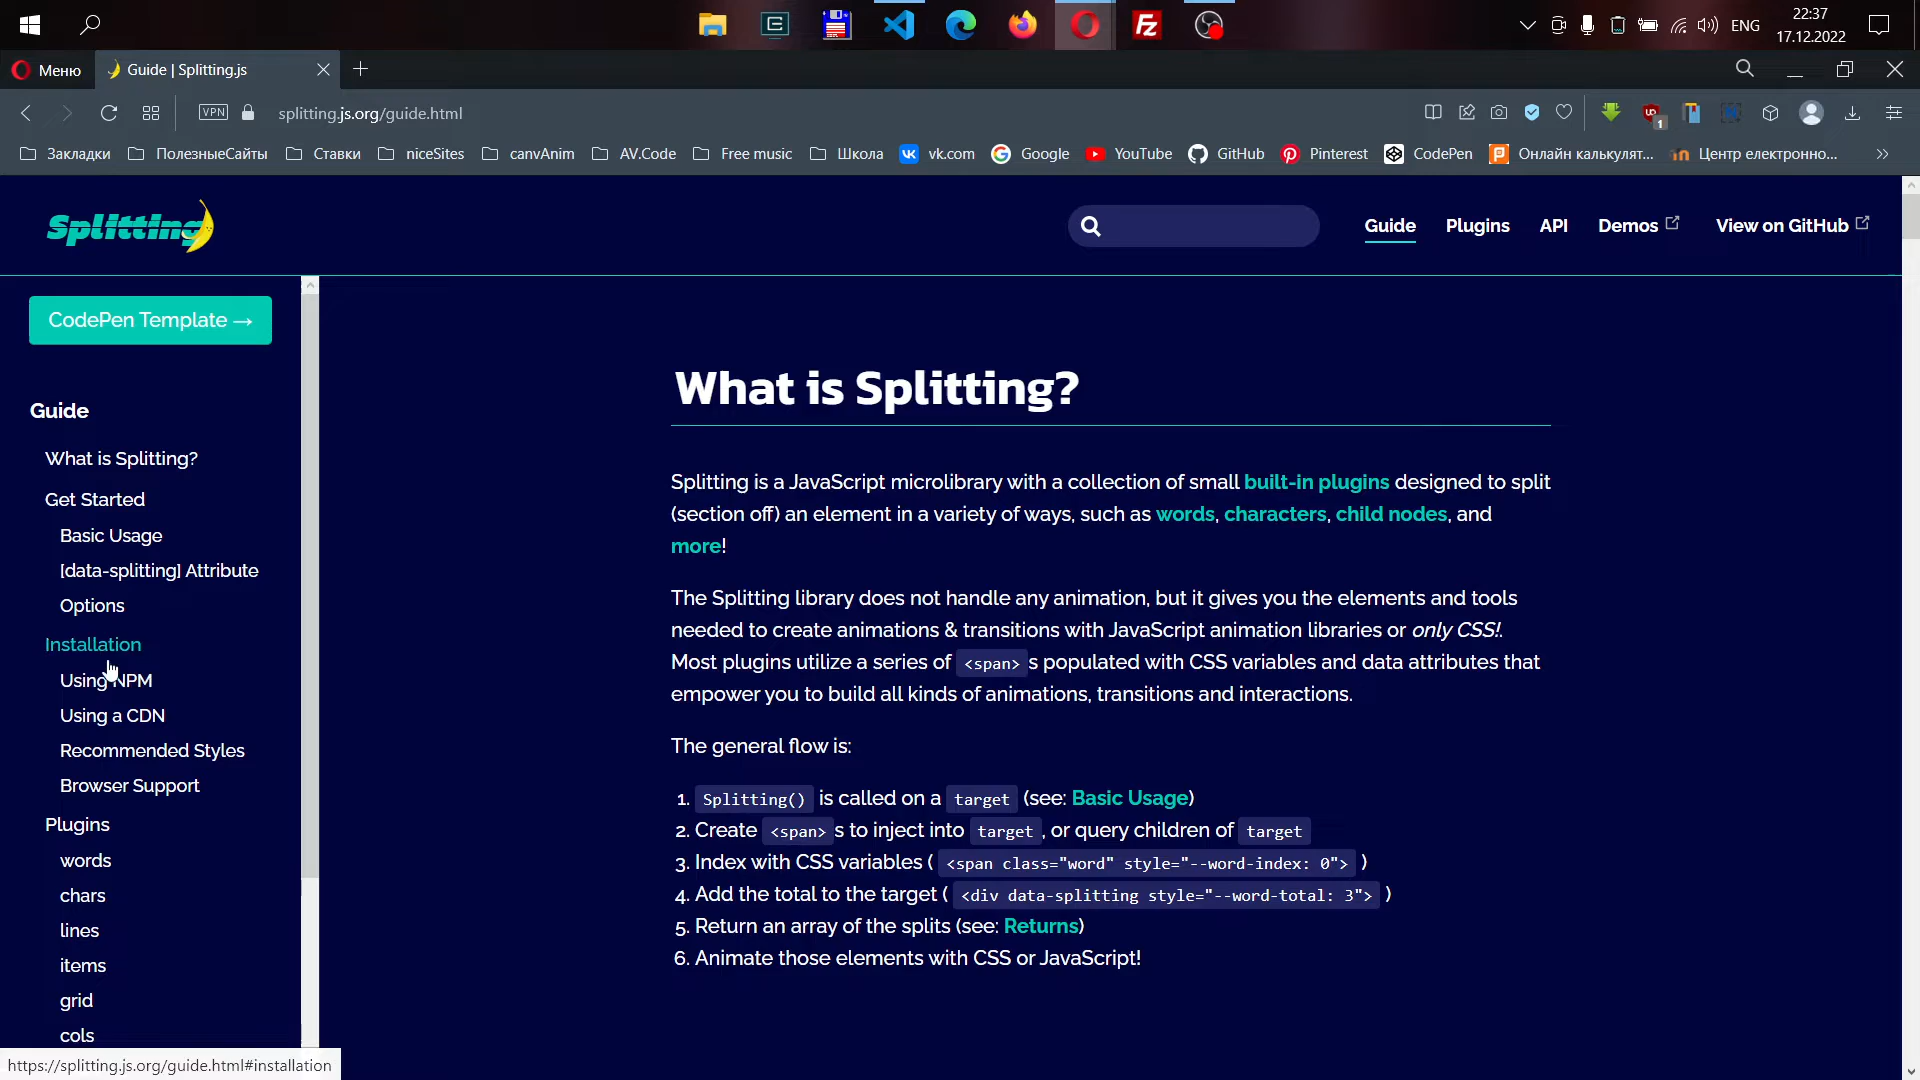 ENG
22:37
17.12.2022
Меню
Guide | Splitting.js
VPN
splitting.js.org/guide.html
1
Закладки
ПолезныеСайты
Ставки
niceSites
canvAnim
AV.Code
Free music
Школа
vk.com
Google
YouTube
GitHub
Pinterest
CodePen
Онлайн калькулят...
Центр електронно...
Splitting
Guide
Plugins
API
Demos
View on GitHub
CodePen Template →
Guide
What is Splitting?
Get Started
Basic Usage
[data-splitting] Attribute
Options
Installation
Using NPM
Using a CDN
Recommended Styles
Browser Support
Plugins
words
chars
lines
items
grid
cols
What is Splitting?
Splitting is a JavaScript microlibrary with a collection of small built-in plugins designed to split
(section off) an element in a variety of ways, such as words, characters, child nodes, and
more!
The Splitting library does not handle any animation, but it gives you the elements and tools
needed to create animations & transitions with JavaScript animation libraries or only CSS!.
Most plugins utilize a series of <span> s populated with CSS variables and data attributes that
empower you to build all kinds of animations, transitions and interactions.
The general flow is:
1. Splitting() is called on a target (see: Basic Usage)
2. Create <span> s to inject into target , or query children of target
3. Index with CSS variables ( <span class="word" style="--word-index: 0"> )
4. Add the total to the target ( <div data-splitting style="--word-total: 3"> )
5. Return an array of the splits (see: Returns)
6. Animate those elements with CSS or JavaScript!
https://splitting.js.org/guide.html#installation